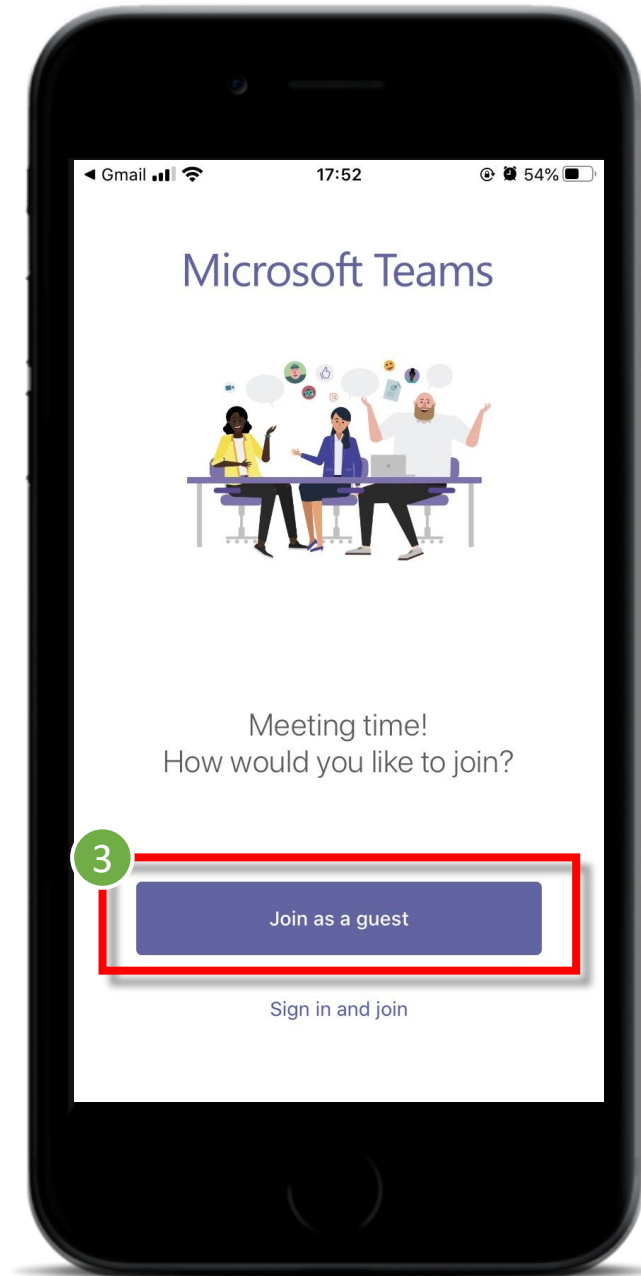 ◀ Gmail 17:52 54%
Microsoft Teams
@
Meeting time!
How would you like to join?
3
Join as a guest
Sign in and join